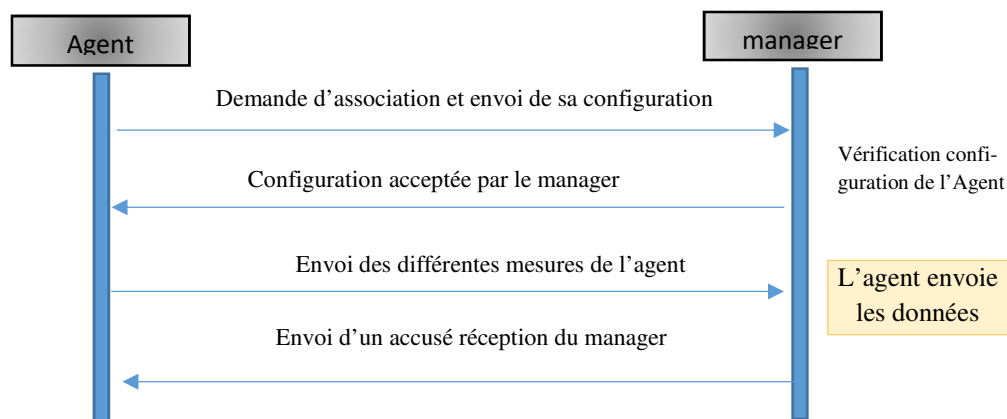 Agent
manager
Demande d'association et envoi de sa configuration
Vérification confi-
guration de l'Agent
Configuration acceptée par le manager
Envoi des différentes mesures de l'agent
L'agent envoie
les données
Envoi d'un accusé réception du manager